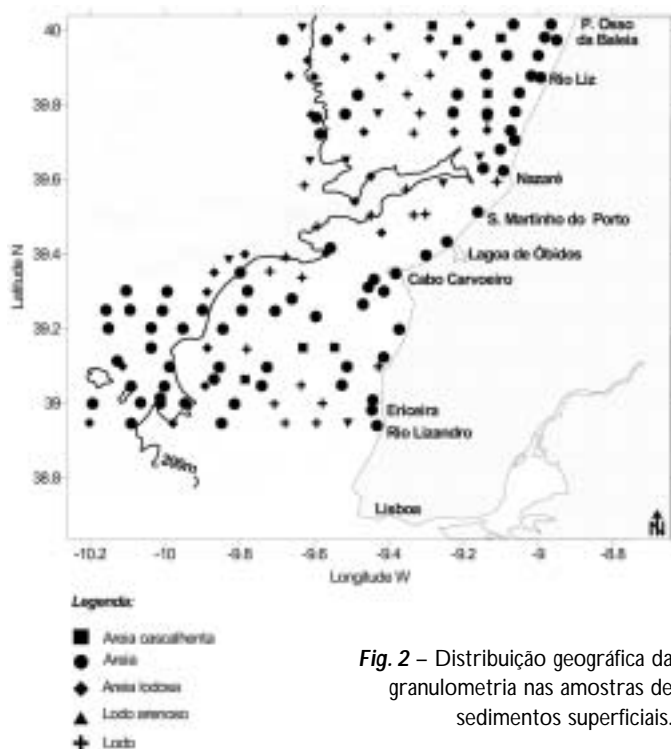 40
39.8
39.6
39.4
39.2
39
38.8
Latitude N
P. Osso
da Baleia
Rio Liz
Nazaré
S. Martinho do Porto
Lagoa de Óbidos
Cabo Carvoeiro
Ericeira
Rio Lizandro
Lisboa
200m
N
-10.2 -10 -9.8 -9.6 -9.4 -9.2 -9 -8.8
Longitude W
Legenda:
Areia cascalhenta
Areia
Areia lodosa
Lodo arenoso
Lodo
Fig. 2 – Distribuição geográfica da
granulometria nas amostras de
sedimentos superficiais.